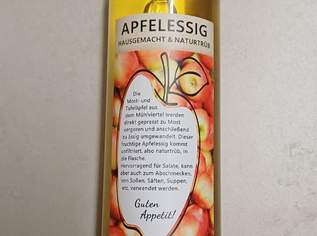 APFELESSIG
HAUSGEMACHT & NATURTRÜB
Die
Most- und
Tafeläpfel aus
dem Mühlviertel werden
direkt gepresst zu Most
vergoren und anschließend
zu Essig umgewandelt. Dieser
fruchtige Apfelessig kommt
unfiltriert, also naturtrüb, in
die Flasche.
Hervorragend für Salate, kann
aber auch zum Abschmecken,
von Soßen, Säften, Suppen,
etc. verwendet werden.
Guten
Appetit!